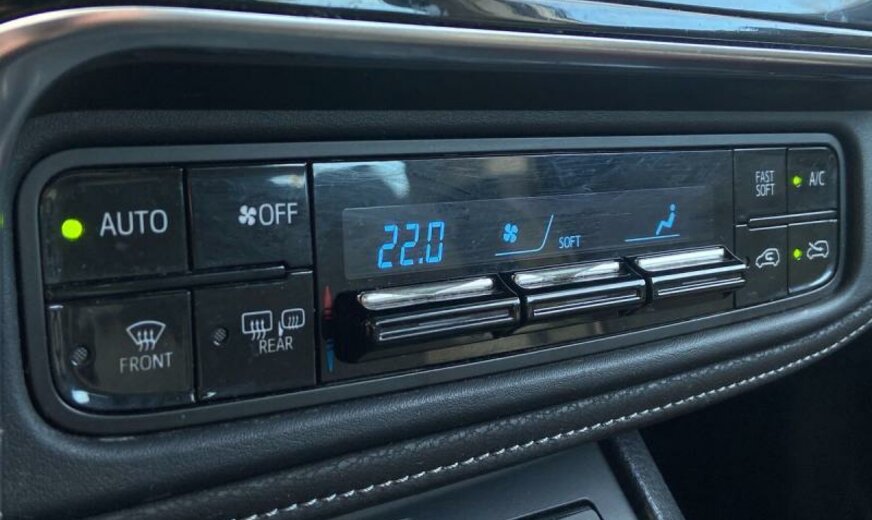 AUTO
OFF
FRONT
REAR
22.0
SOFT
FAST
SOFT
A/C